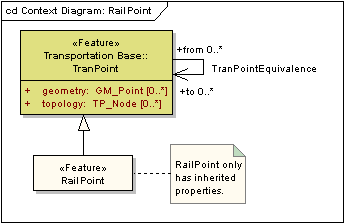 cd Context Diagram: RailPoint
«Feature»
Transportation Base::
TranPoint
+ geometry: GM_Point [0..*]
+ topology: TP_Node [0..*]
+from 0..*
TranPointEquivalence
+to 0..*
«Feature»
RailPoint
RailPoint only
has inherited
properties.